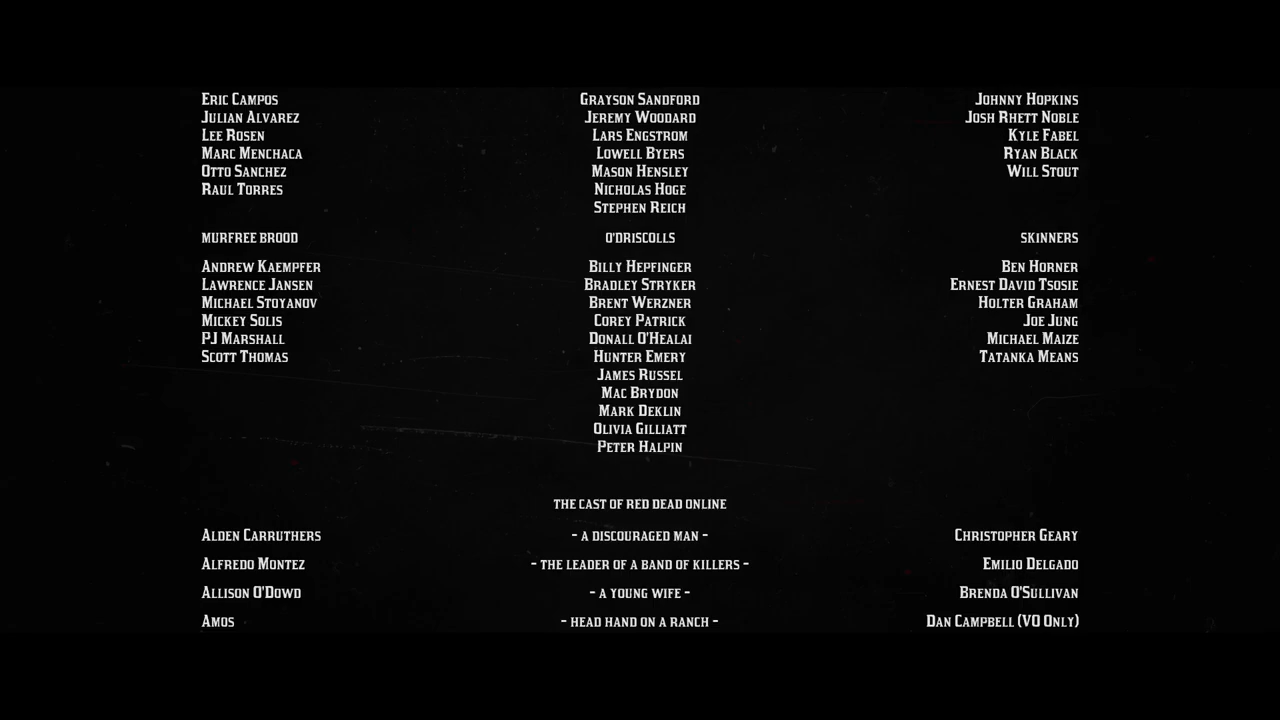 Eric Campos Grayson Sandford Johnny Hopkins
Julian Alvarez Jeremy Woodard Josh Rhett Noble
Lee Rosen Lars Engstrom Kyle Fabel
Marc Menchaca Lowell Byers Ryan Black
Otto Sanchez Mason Hensley Will Stout
Raul Torres Nicholas Hoge
Stephen Reich
MURFREE BROOD O'DRISCOLLS SKINNERS
Andrew Kaempfer Billy Hepfinger Ben Horner
Lawrence Jansen Bradley Stryker Ernest David Tsosie
Michael Stoyanov Brent Werzner Holter Graham
Mickey Solis Corey Patrick Joe Jung
PJ Marshall Donall O'Healai Michael Maize
Scott Thomas Hunter Emery Tatanka Means
James Russel
Mac Brydon
Mark Deklin
Olivia Gilliatt
Peter Halpin
THE CAST OF RED DEAD ONLINE
Alden Carruthers - A DISCOURAGED MAN - Christopher Geary
Alfredo Montez - THE LEADER OF A BAND OF KILLERS - Emilio Delgado
Allison O'Dowd - A YOUNG WIFE - Brenda O'Sullivan
Amos - HEAD HAND ON A RANCH - Dan Campbell (VO Only)